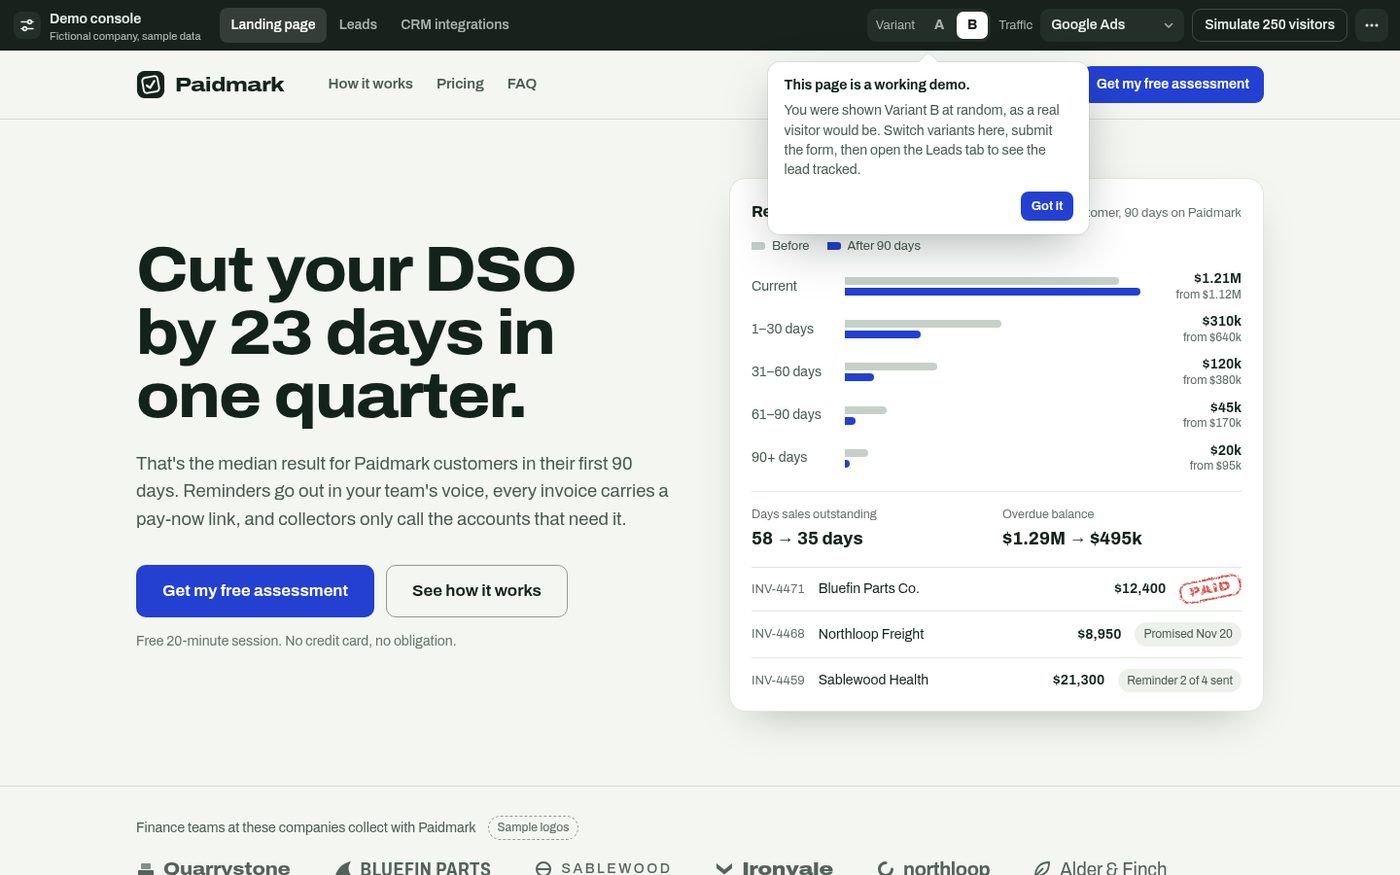 Demo console
Fictional company, sample data
Landing page
Leads
CRM integrations
Variant
A
B
Traffic
Google Ads
Simulate 250 visitors
Paidmark
How it works
Pricing
FAQ
Get my free assessment
This page is a working demo.
You were shown Variant B at random, as a real
visitor would be. Switch variants here, submit
the form, then open the Leads tab to see the
lead tracked.
Got it
90 days on Paidmark
Before
After 90 days
Current
$1.21M
from $1.12M
1–30 days
$310k
from $640k
31–60 days
$120k
from $380k
61–90 days
$45k
from $170k
90+ days
$20k
from $95k
Days sales outstanding
58 → 35 days
Overdue balance
$1.29M → $495k
INV-4471 Bluefin Parts Co. $12,400 PAID
INV-4468 Northloop Freight $8,950 Promised Nov 20
INV-4459 Sablewood Health $21,300 Reminder 2 of 4 sent
Cut your DSO
by 23 days in
one quarter.
That's the median result for Paidmark customers in their first 90
days. Reminders go out in your team's voice, every invoice carries a
pay-now link, and collectors only call the accounts that need it.
Get my free assessment
See how it works
Free 20-minute session. No credit card, no obligation.
Finance teams at these companies collect with Paidmark
Sample logos
Quarrystone
BLUEFIN PARTS
SABLEWOOD
Ironvale
northloop
Alder & Finch